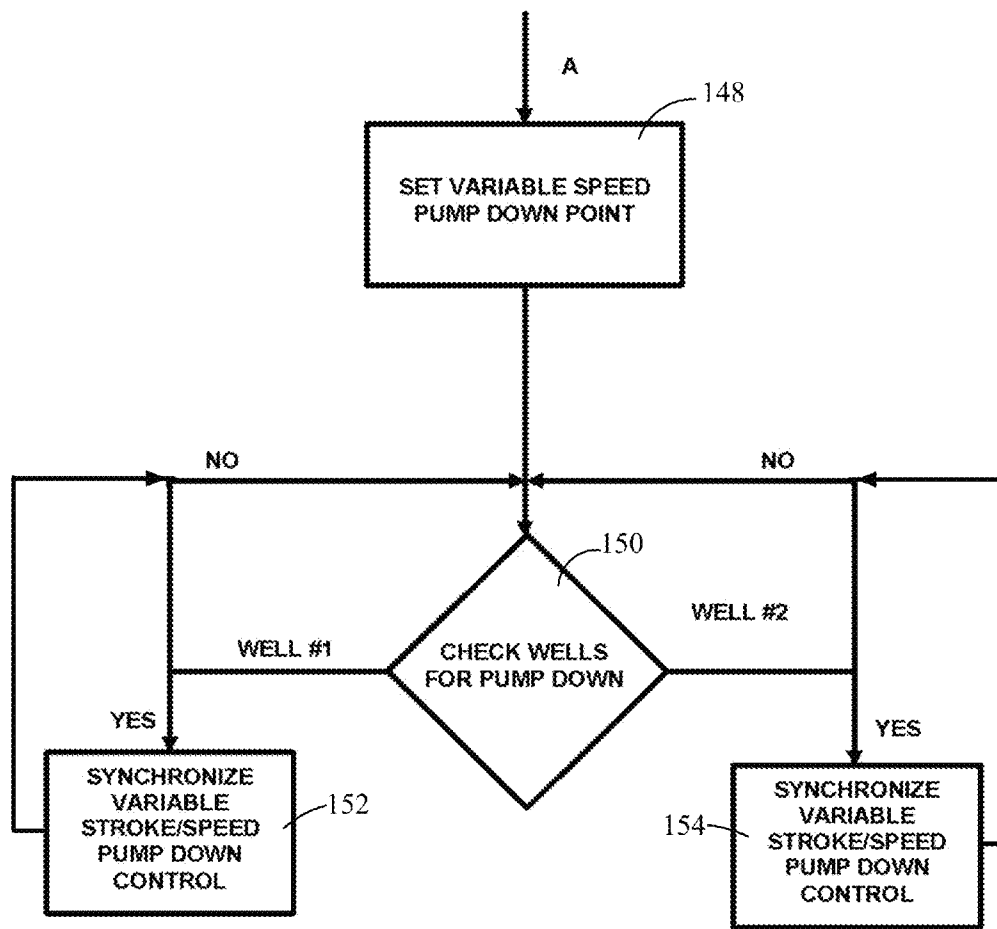 A
148
SET VARIABLE SPEED
PUMP DOWN POINT
NO
NO
150
WELL #2
WELL #1
CHECK WELLS
FOR PUMP DOWN
YES
YES
SYNCHRONIZE
VARIABLE
STROKE/SPEED
PUMP DOWN
CONTROL
152
154
SYNCHRONIZE
VARIABLE
STROKE/SPEED
PUMP DOWN
CONTROL